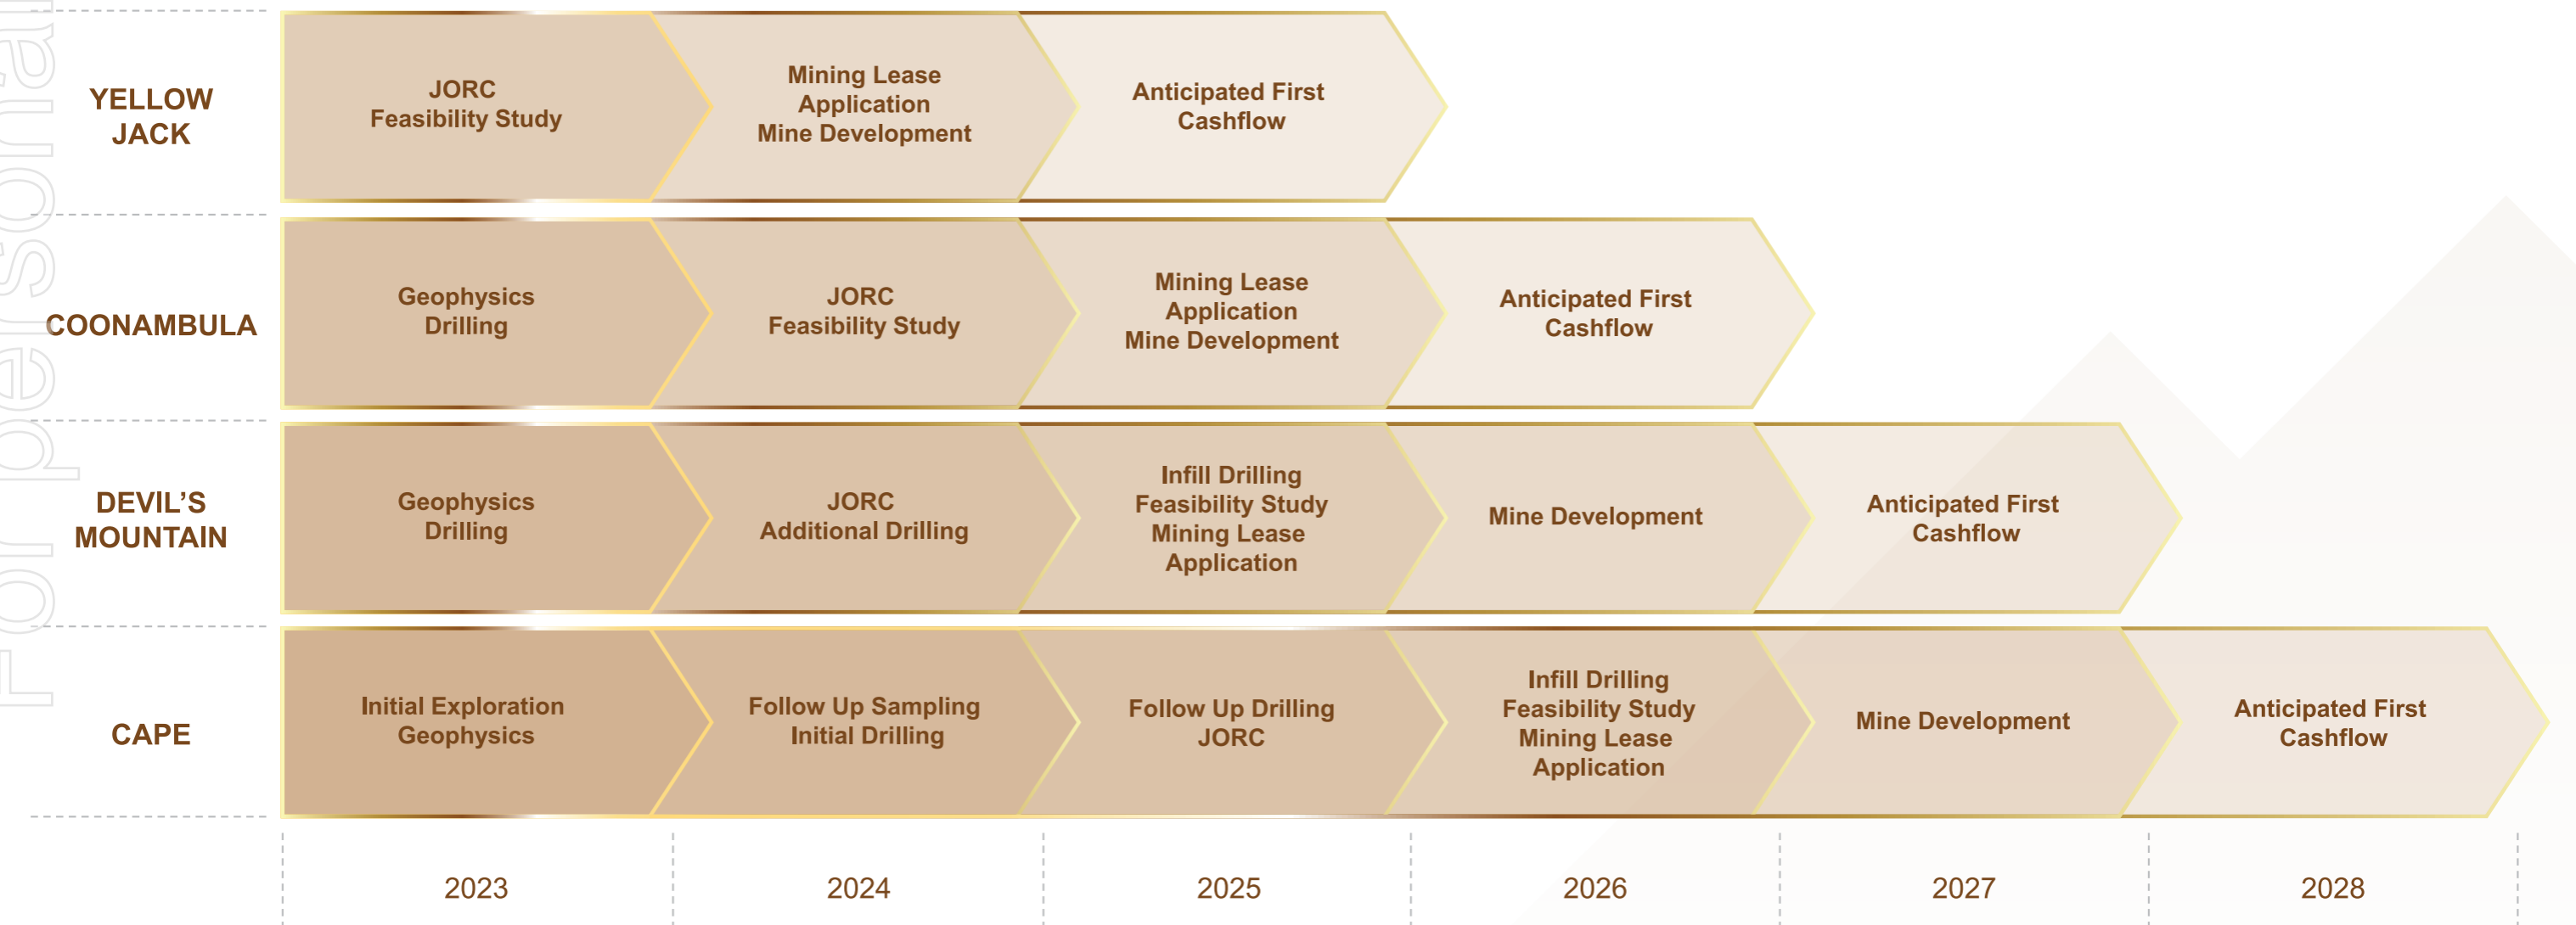 YELLOW
JACK
JORC
Feasibility Study
Mining Lease
Application
Mine Development
Anticipated First
Cashflow
COONAMBULA
Geophysics
Drilling
JORC
Feasibility Study
Mining Lease
Application
Mine Development
Anticipated First
Cashflow
DEVIL’S
MOUNTAIN
Geophysics
Drilling
JORC
Additional Drilling
Infill Drilling
Feasibility Study
Mining Lease
Application
Mine Development
Anticipated First
Cashflow
CAPE
Initial Exploration
Geophysics
Follow Up Sampling
Initial Drilling
Follow Up Drilling
JORC
Infill Drilling
Feasibility Study
Mining Lease
Application
Mine Development
Anticipated First
Cashflow
2023
2024
2025
2026
2027
2028
For personal